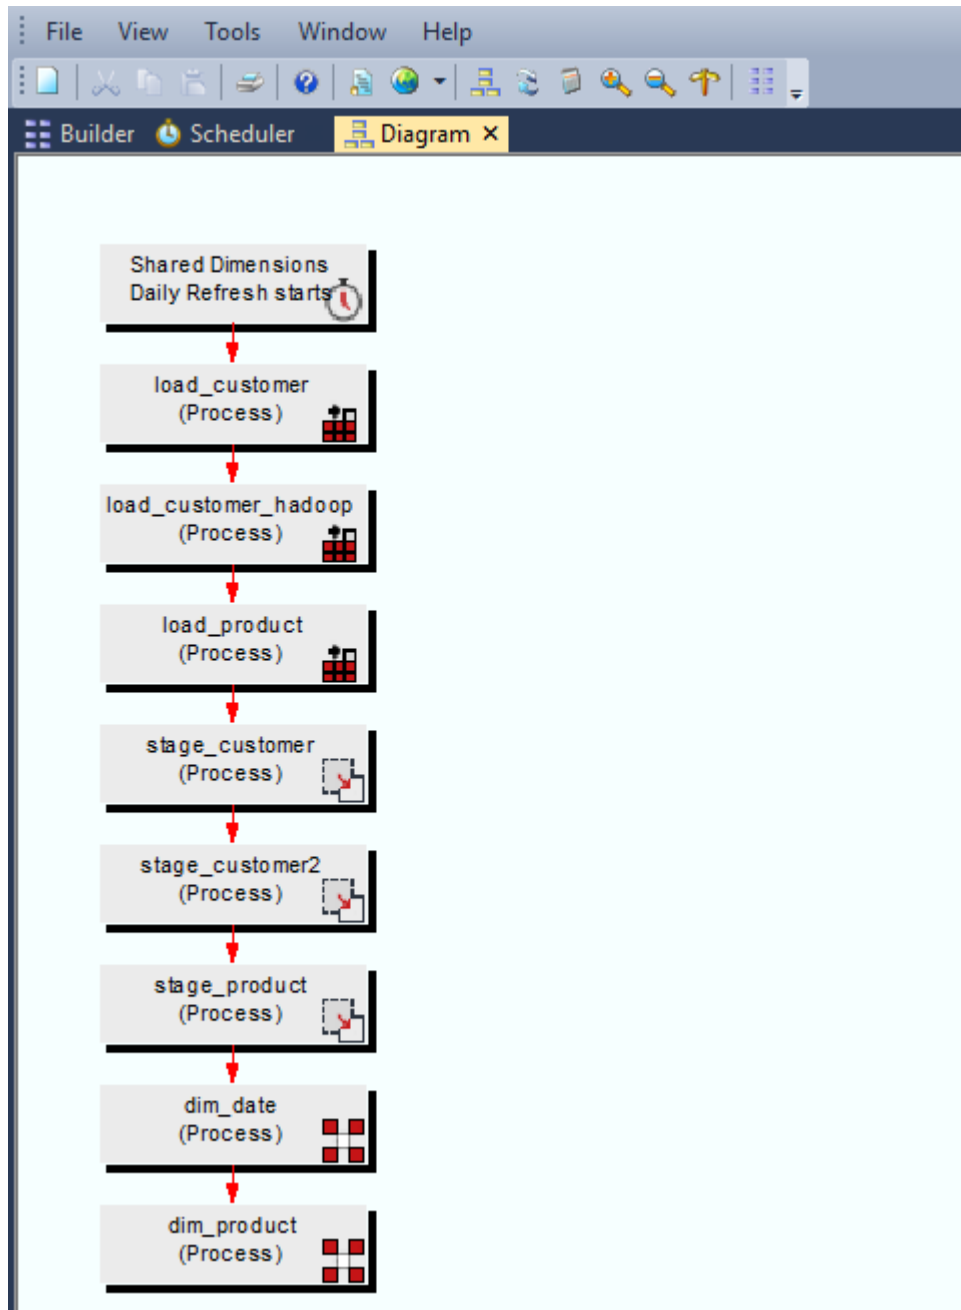 File View Tools Window Help
Builder Scheduler Diagram ×
Shared Dimensions
Daily Refresh starts
load_customer
(Process)
load_customer_hadoop
(Process)
load_product
(Process)
stage_customer
(Process)
stage_customer2
(Process)
stage_product
(Process)
dim_date
(Process)
dim_product
(Process)